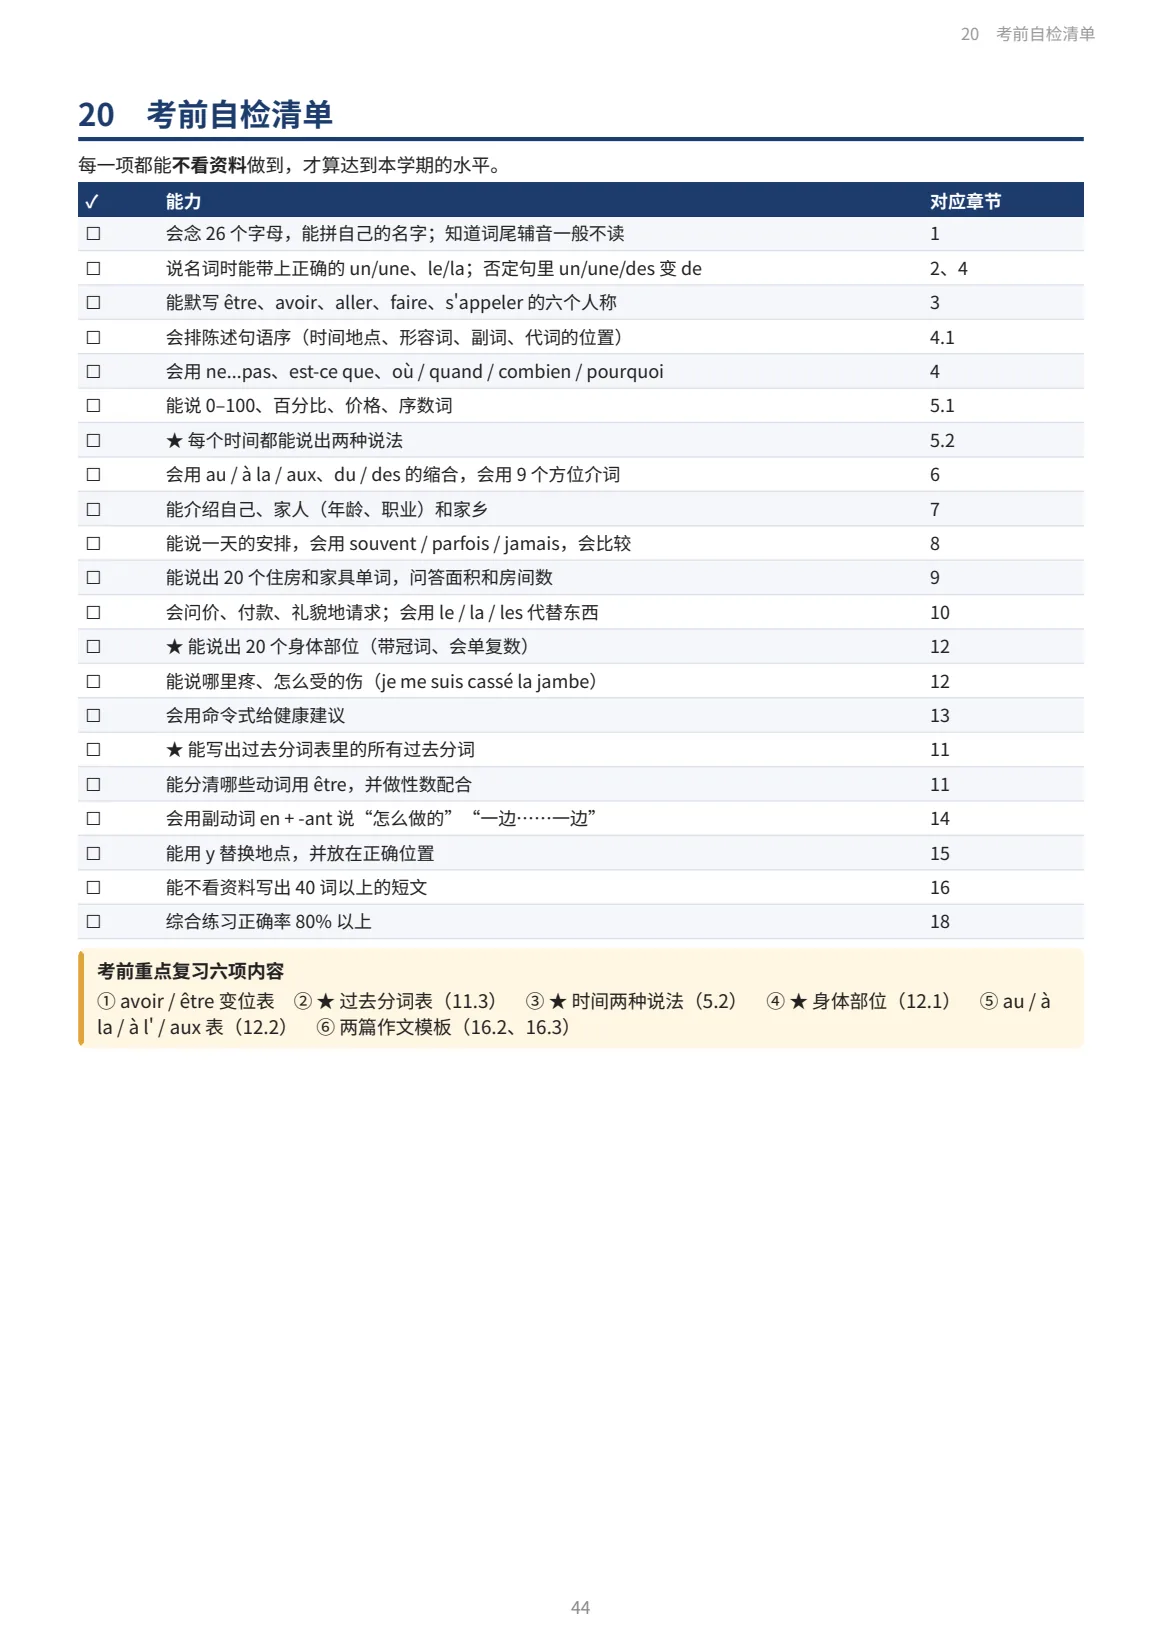 20 考前自检清单
20 考前自检清单
每一项都能不看资料做到，才算达到本学期的水平。
✓ 能力 对应章节
☐ 会念 26 个字母，能拼自己的名字；知道词尾辅音一般不读 1
☐ 说名词时能带上正确的 un/une、le/la；否定句里 un/une/des 变 de 2、4
☐ 能默写 être、avoir、aller、faire、s'appeler 的六个人称 3
☐ 会排陈述句语序（时间地点、形容词、副词、代词的位置） 4.1
☐ 会用 ne...pas、est-ce que、où / quand / combien / pourquoi 4
☐ 能说 0–100、百分比、价格、序数词 5.1
☐ ★ 每个时间都能说出两种说法 5.2
☐ 会用 au / à la / aux、du / des 的缩合，会用 9 个方位介词 6
☐ 能介绍自己、家人（年龄、职业）和家乡 7
☐ 能说一天的安排，会用 souvent / parfois / jamais，会比较 8
☐ 能说出 20 个住房和家具单词，问答面积和房间数 9
☐ 会问价、付款、礼貌地请求；会用 le / la / les 代替东西 10
☐ ★ 能说出 20 个身体部位（带冠词、会单复数） 12
☐ 能说哪里疼、怎么受的伤（je me suis cassé la jambe） 12
☐ 会用命令式给健康建议 13
☐ ★ 能写出过去分词表里的所有过去分词 11
☐ 能分清哪些动词用 être，并做性数配合 11
☐ 会用副动词 en + -ant 说“怎么做的”“一边……一边” 14
☐ 能用 y 替换地点，并放在正确位置 15
☐ 能不看资料写出 40 词以上的短文 16
☐ 综合练习正确率 80% 以上 18
考前重点复习六项内容
① avoir / être 变位表 ② ★ 过去分词表（11.3） ③ ★ 时间两种说法（5.2） ④ ★ 身体部位（12.1） ⑤ au / à
la / à l' / aux 表（12.2） ⑥ 两篇作文模板（16.2、16.3）
44